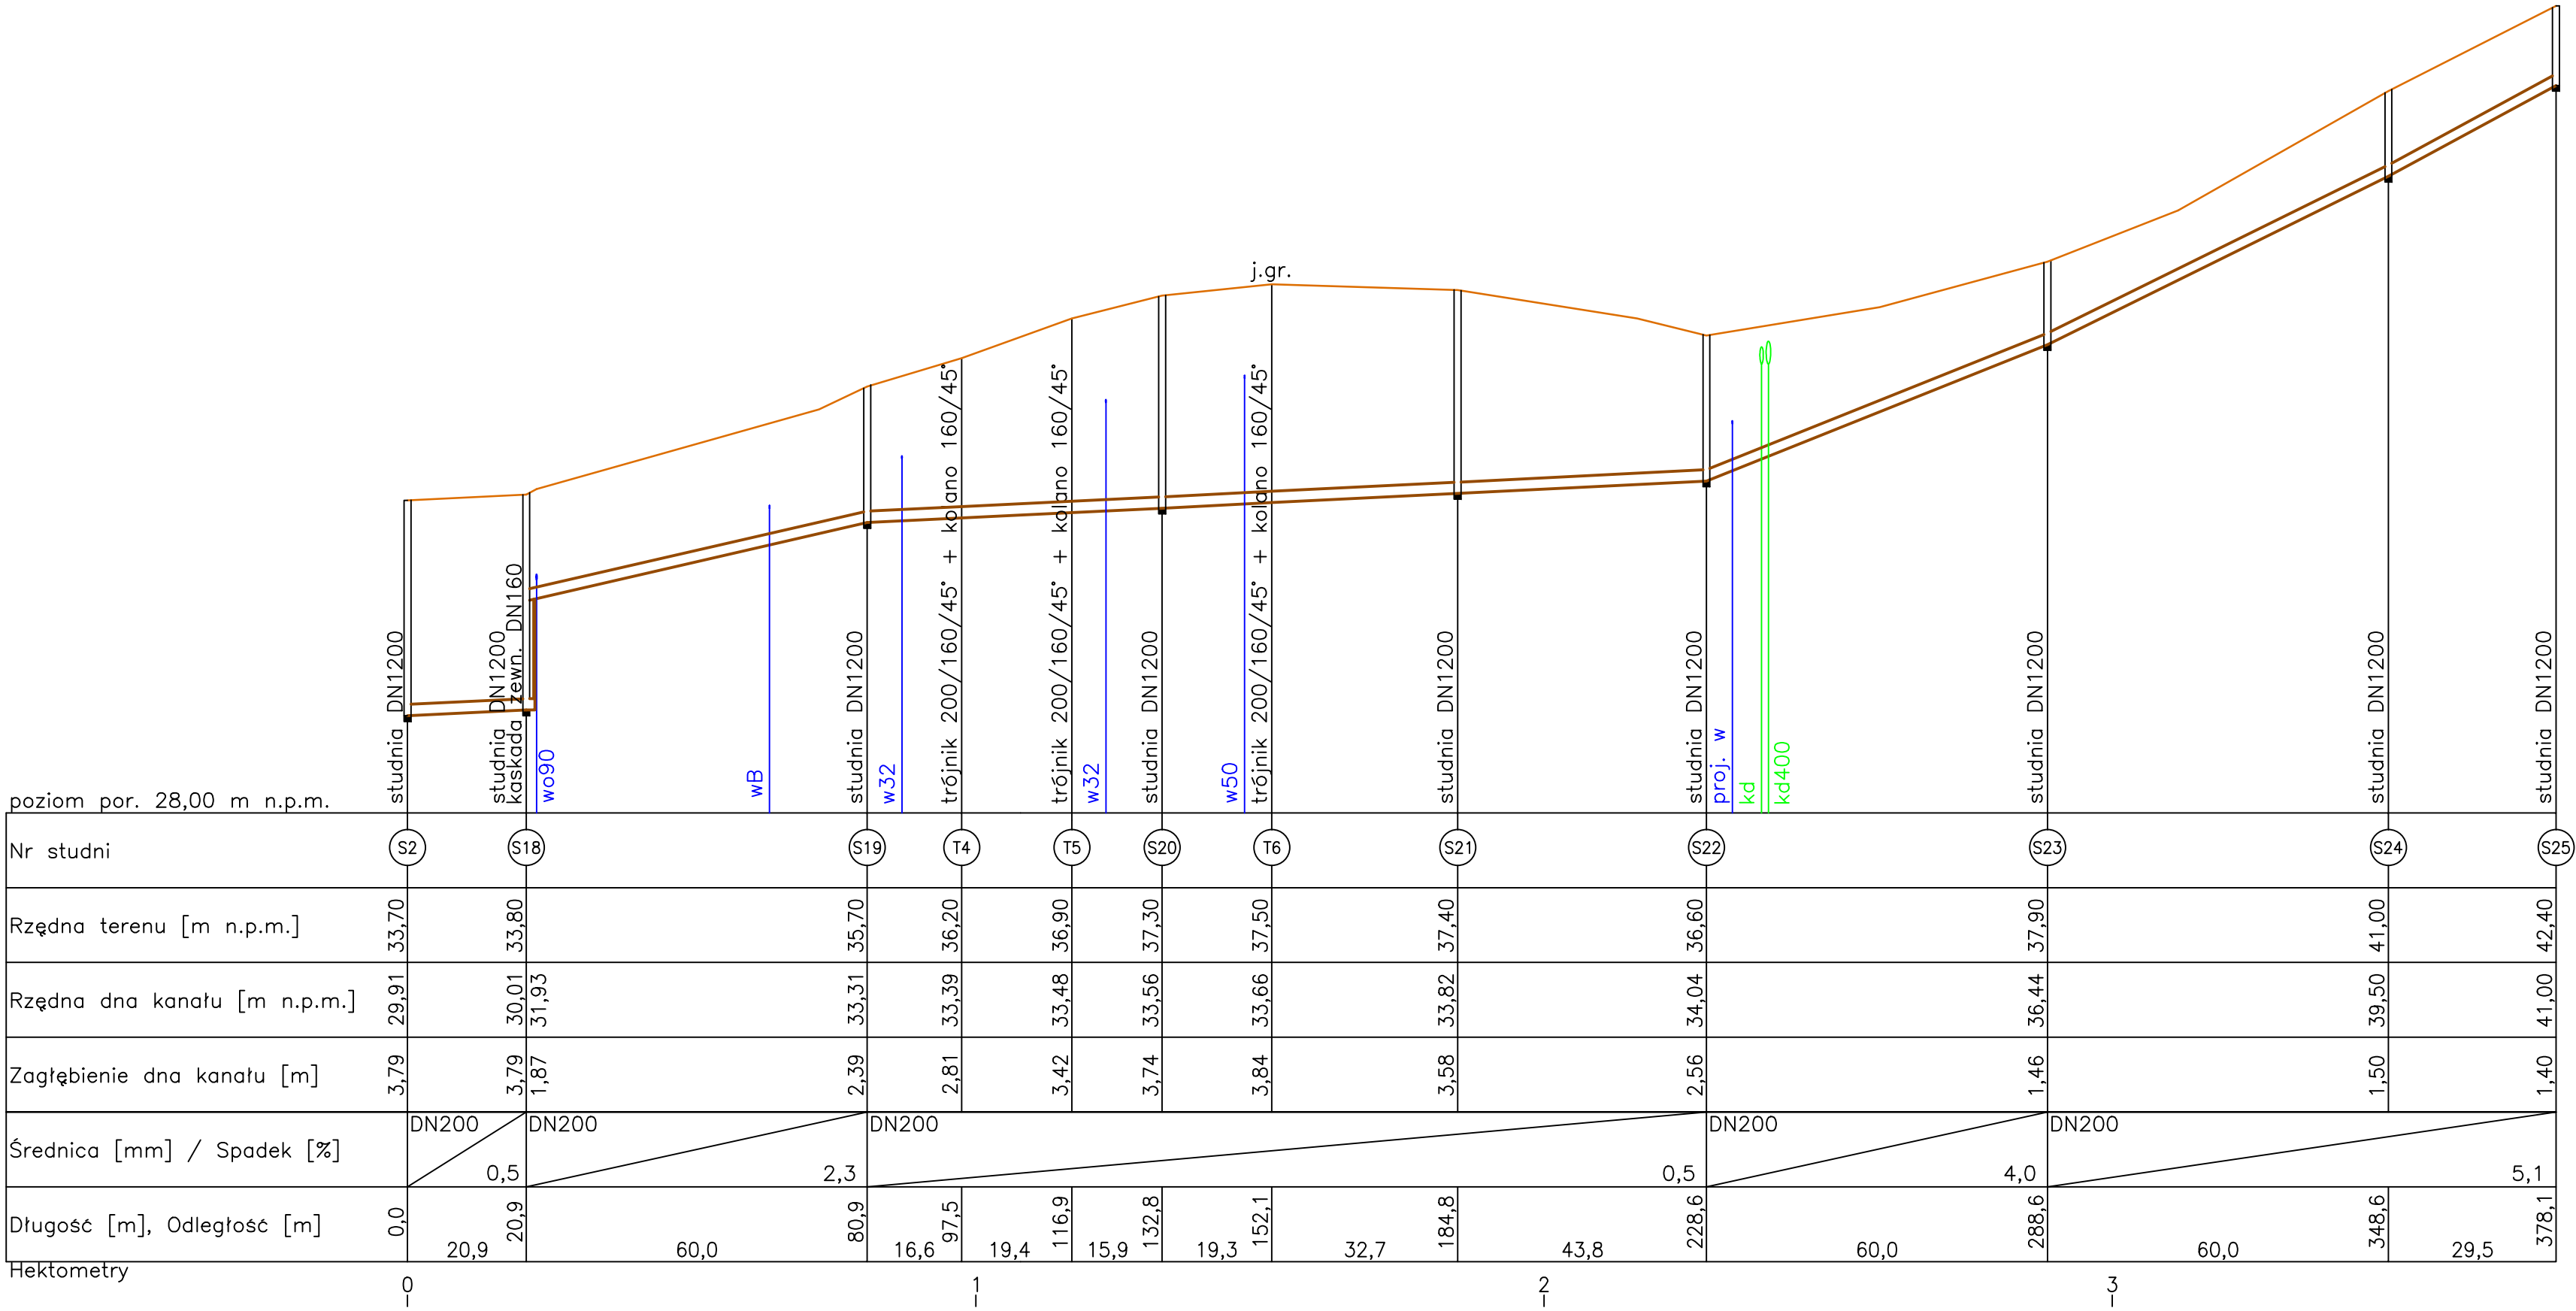 j.gr.
studnia DN1200
studnia DN1200
kaskada zewn. DN160
wo90
wB
studnia DN1200
w32
trójnik 200/160/45° + kolano 160/45°
trójnik 200/160/45° + kolano 160/45°
w32
studnia DN1200
w50
trójnik 200/160/45° + kolano 160/45°
studnia DN1200
studnia DN1200
proj. w
kd
kd400
studnia DN1200
studnia DN1200
studnia DN1200
poziom por. 28,00 m n.p.m.
Nr studni S2 S18 S19 T4 T5 S20 T6 S21 S22 S23 S24 S25
Rzędna terenu [m n.p.m.] 33,70 33,80 35,70 36,20 36,90 37,30 37,50 37,40 36,60 37,90 41,00 42,40
Rzędna dna kanału [m n.p.m.] 29,91 30,01 31,93 33,31 33,39 33,48 33,56 33,66 33,82 34,04 36,44 39,50 41,00
Zagłębienie dna kanału [m] 3,79 3,79 1,87 2,39 2,81 3,42 3,74 3,84 3,58 2,56 1,46 1,50 1,40
DN200 DN200 DN200 DN200 DN200
Średnica [mm] / Spadek [%]
0,5 2,3 0,5 4,0 5,1
Długość [m], Odległość [m] 0,0 20,9 80,9 97,5 116,9 132,8 152,1 184,8 228,6 288,6 348,6 378,1
20,9 60,0 16,6 19,4 15,9 19,3 32,7 43,8 60,0 60,0 29,5
Hektometry
0 1 2 3